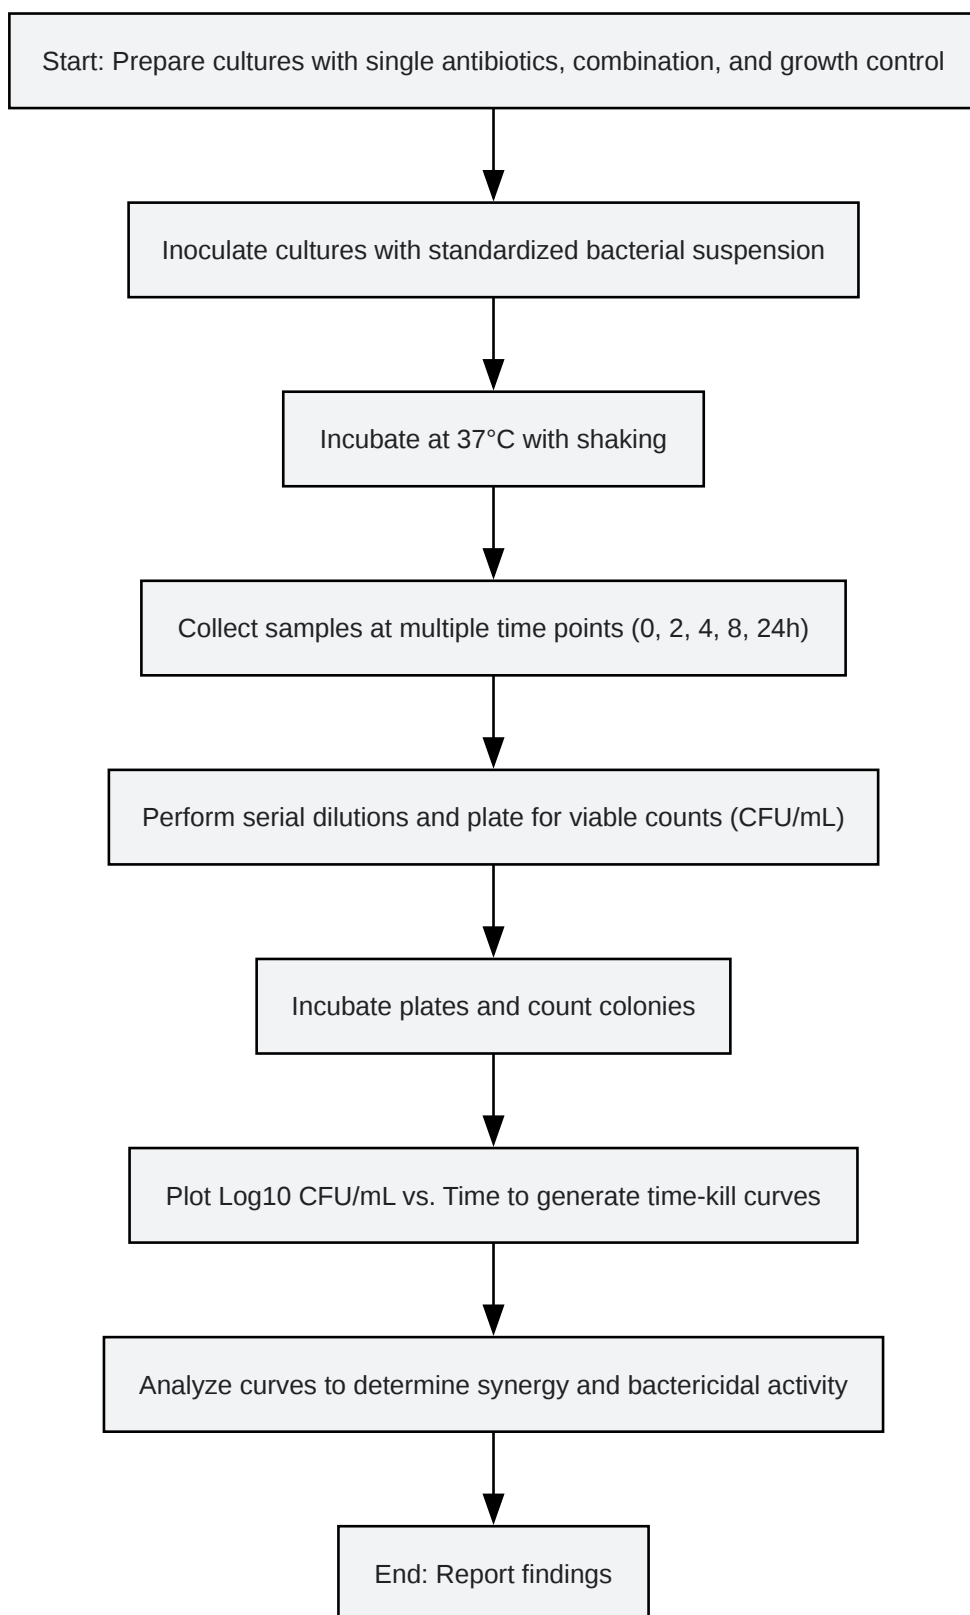 Start: Prepare cultures with single antibiotics, combination, and growth control
Inoculate cultures with standardized bacterial suspension
Incubate at 37°C with shaking
Collect samples at multiple time points (0, 2, 4, 8, 24h)
Perform serial dilutions and plate for viable counts (CFU/mL)
Incubate plates and count colonies
Plot Log10 CFU/mL vs. Time to generate time-kill curves
Analyze curves to determine synergy and bactericidal activity
End: Report findings